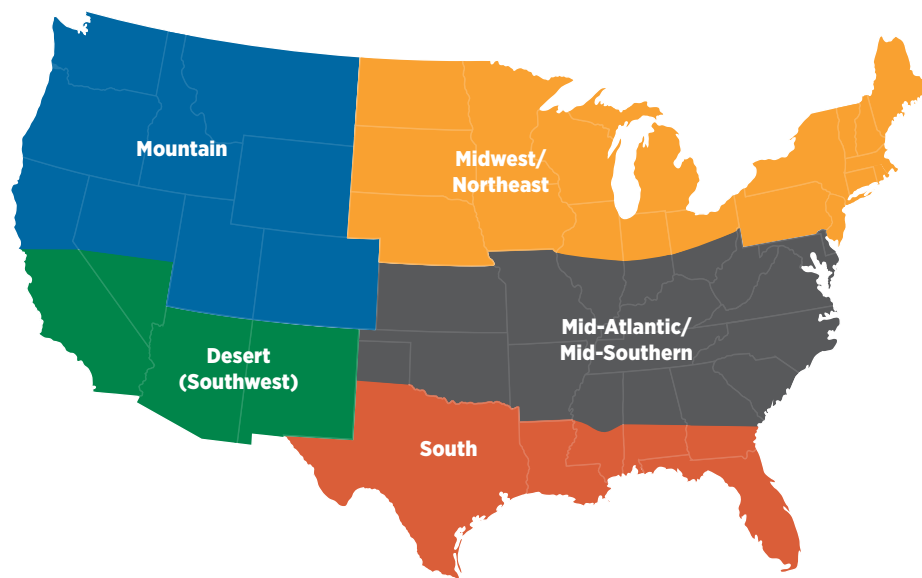 Mountain
Midwest/
Northeast
Mid-Atlantic/
Mid-Southern
Desert
(Southwest)
South